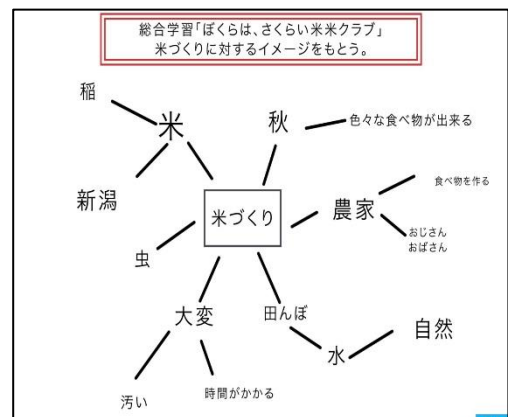 総合学習「ぼくらは、さくらい米米クラブ」
米づくりに対するイメージをもとう。
稲
米
秋
色々な食べ物が出来る
新潟
食べ物を作る
米づくり
農家
おじさん
おばさん
虫
大変
田んぼ
自然
水
汚い
時間がかかる